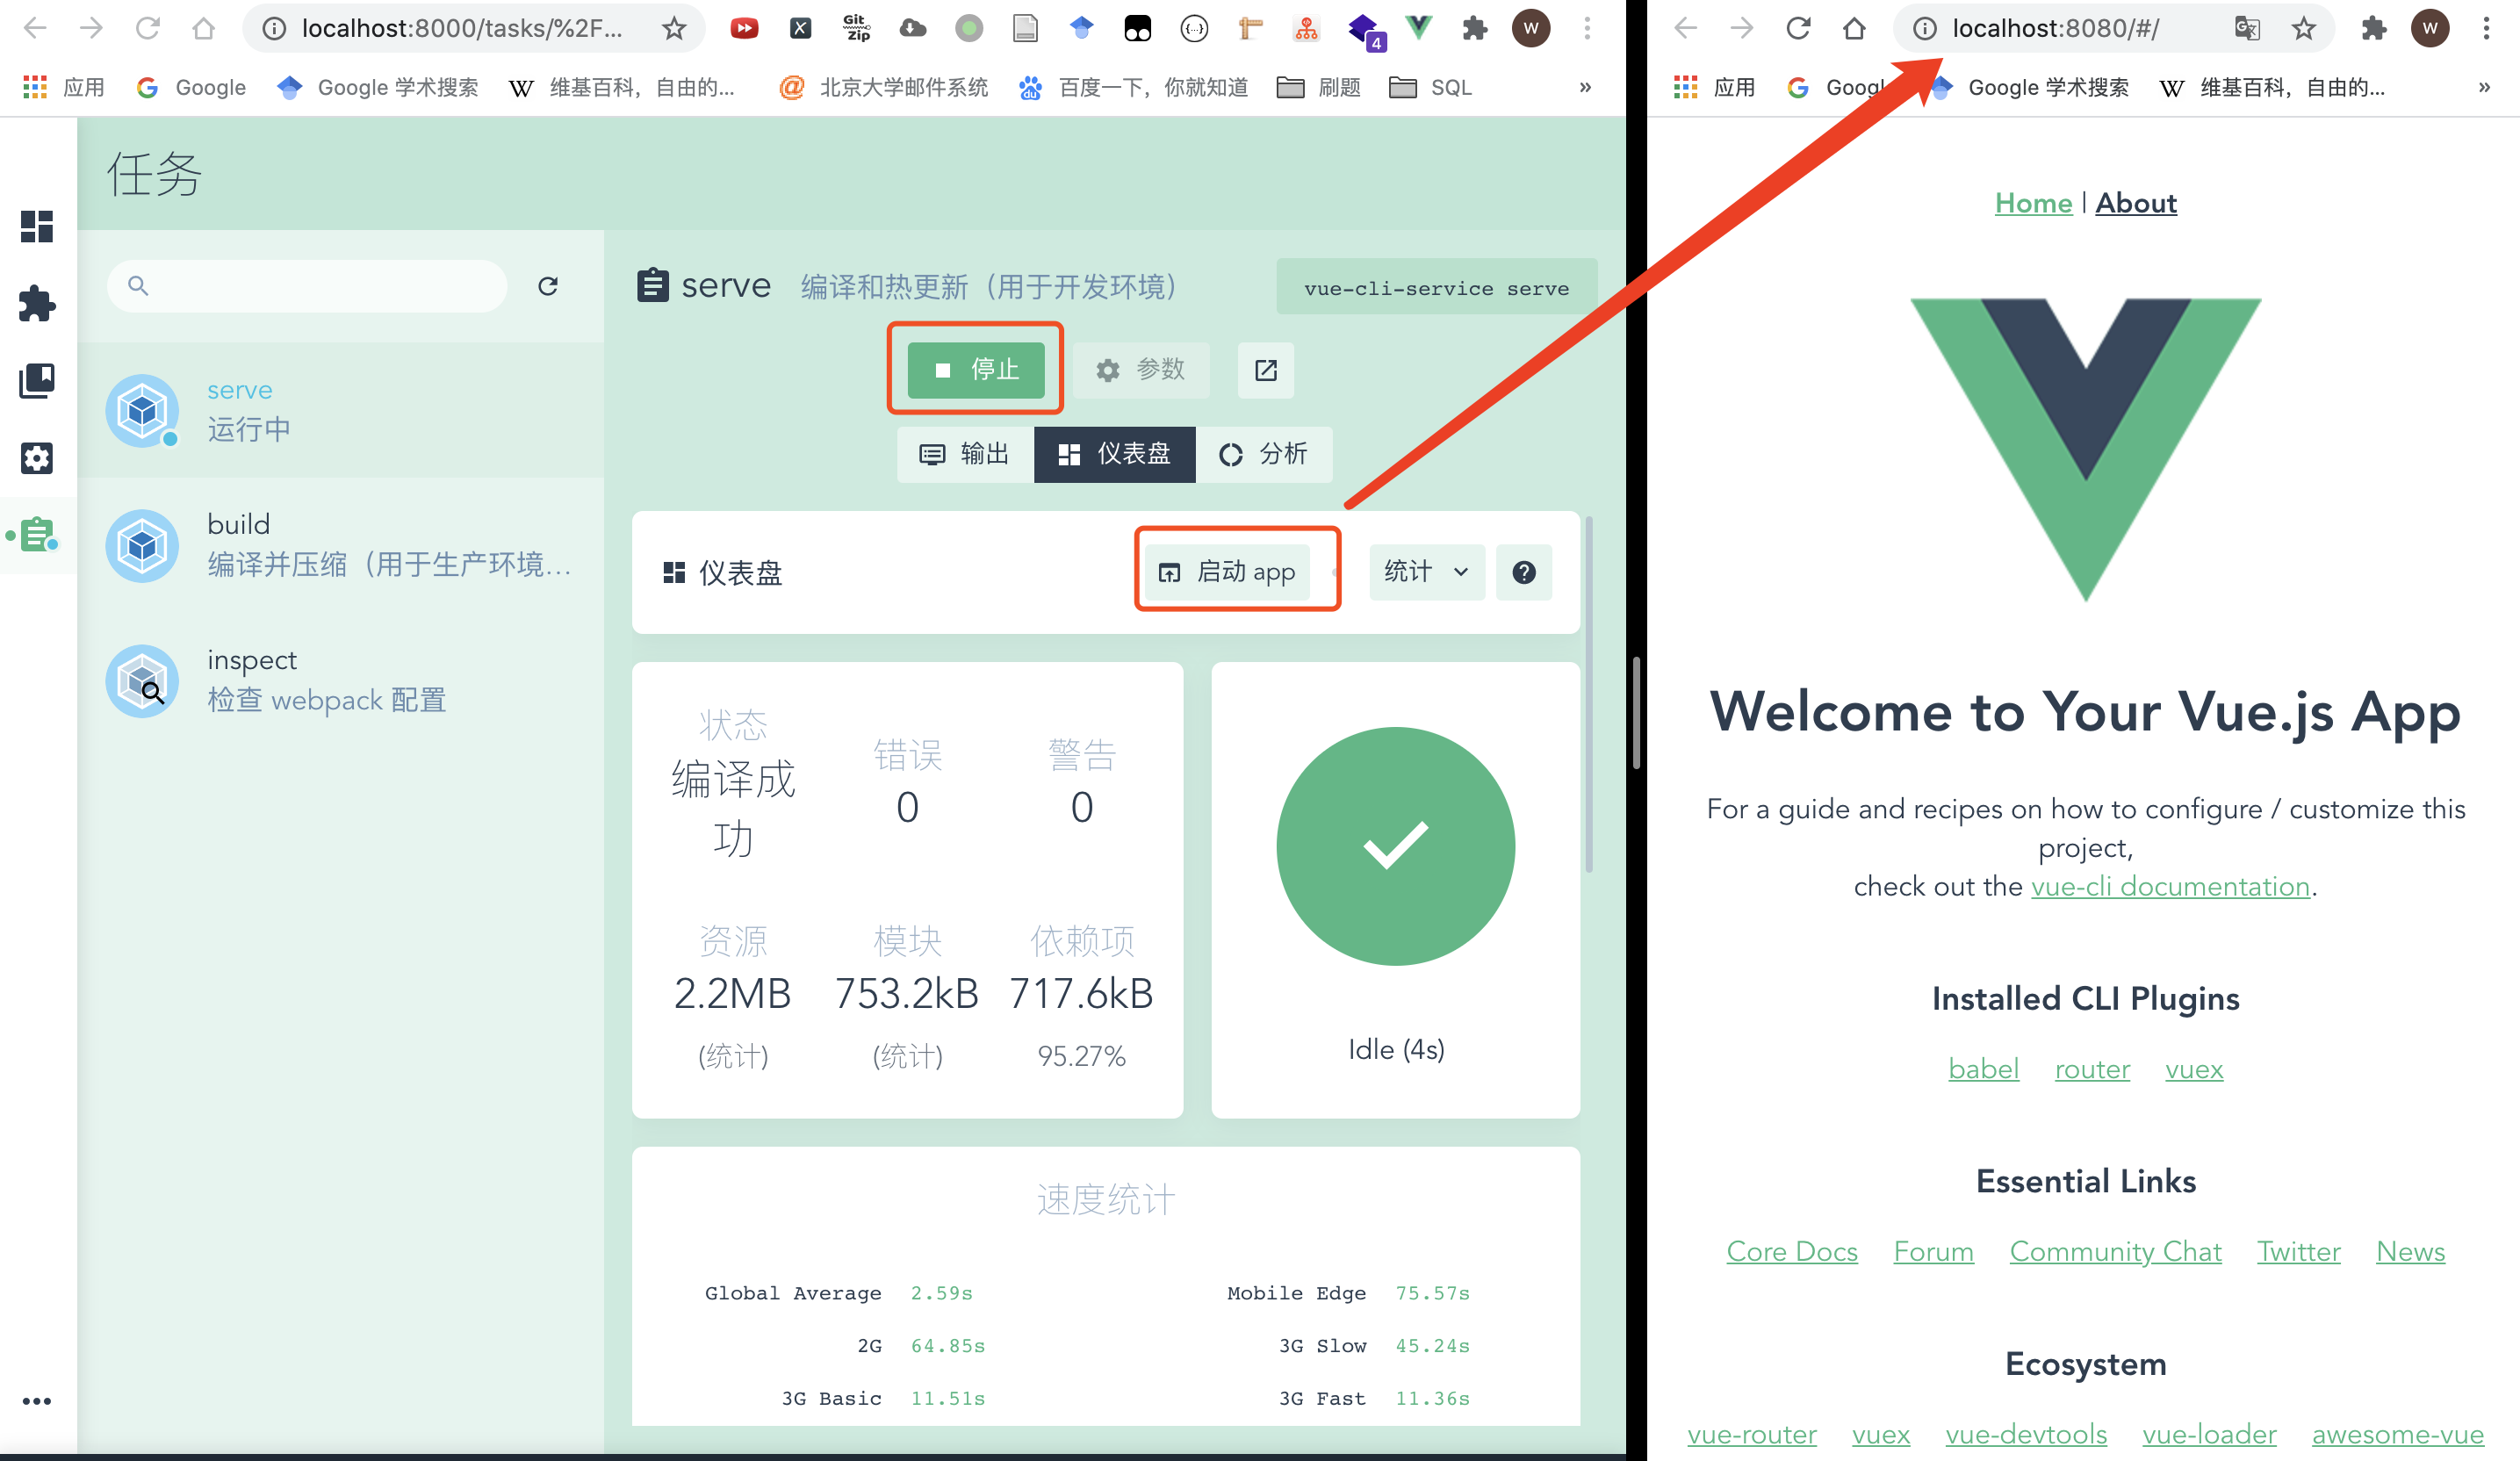 localhost:8000/tasks/%2F...
Git
Zip
4
W
应用
Google
Google 学术搜索
W
维基百科，自由的...
北京大学邮件系统
du
百度一下，你就知道
刷题
SQL
»
任务
serve
运行中
build
编译并压缩（用于生产环境...
inspect
检查 webpack 配置
serve
编译和热更新（用于开发环境）
vue-cli-service serve
停止
参数
输出
仪表盘
分析
仪表盘
启动 app
统计
状态
编译成
功
错误
0
警告
0
资源
2.2MB
(统计)
模块
753.2kB
(统计)
依赖项
717.6kB
95.27%
Idle (4s)
速度统计
Global Average 2.59s
Mobile Edge 75.57s
2G 64.85s
3G Slow 45.24s
3G Basic 11.51s
3G Fast 11.36s
localhost:8080/#/
W
应用
Googl
Google 学术搜索
W
维基百科，自由的...
»
Home | About
Welcome to Your Vue.js App
For a guide and recipes on how to configure / customize this
project,
check out the vue-cli documentation.
Installed CLI Plugins
babel router vuex
Essential Links
Core Docs Forum Community Chat Twitter News
Ecosystem
vue-router vuex vue-devtools vue-loader awesome-vue